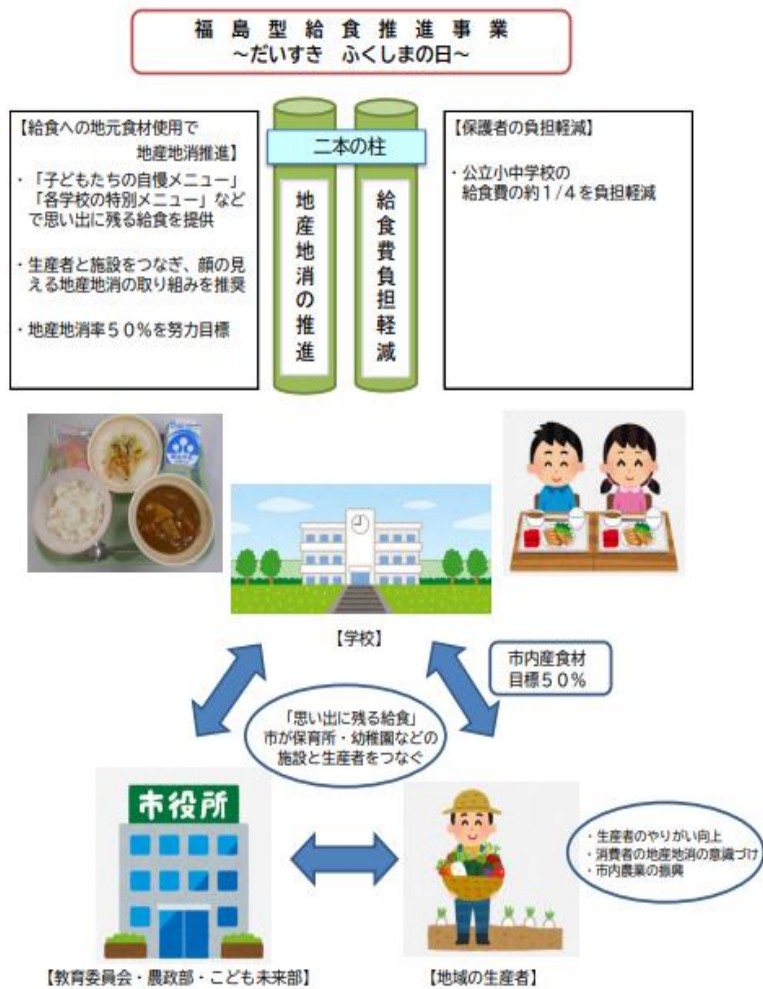 福島型給食推進事業
～だいすき　ふくしまの日～
【給食への地元食材使用で
地産地消推進】
・「子どもたちの自慢メニュー」
「各学校の特別メニュー」など
で思い出に残る給食を提供
・生産者と施設をつなぎ、顔の見
える地産地消の取り組みを推奨
・地産地消率５０％を努力目標
二本の柱
地産地消の推進
給食費負担軽減
【保護者の負担軽減】
・公立小中学校の
給食費の約１/４を負担軽減
【学校】
市内産食材
目標５０％
「思い出に残る給食」
市が保育所・幼稚園などの
施設と生産者をつなぐ
市役所
・生産者のやりがい向上
・消費者の地産地消の意識づけ
・市内農業の振興
【教育委員会・農政部・こども未来部】
【地域の生産者】